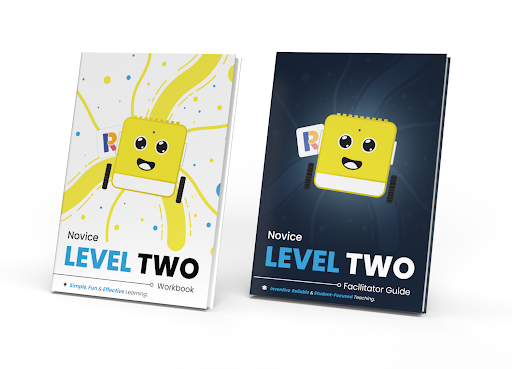 R
Novice
LEVEL TWO
Workbook
Simple, Fun & Effective Learning
R
Novice
LEVEL TWO
Facilitator Guide
Inventive Reliable & Student-Focused Teaching.